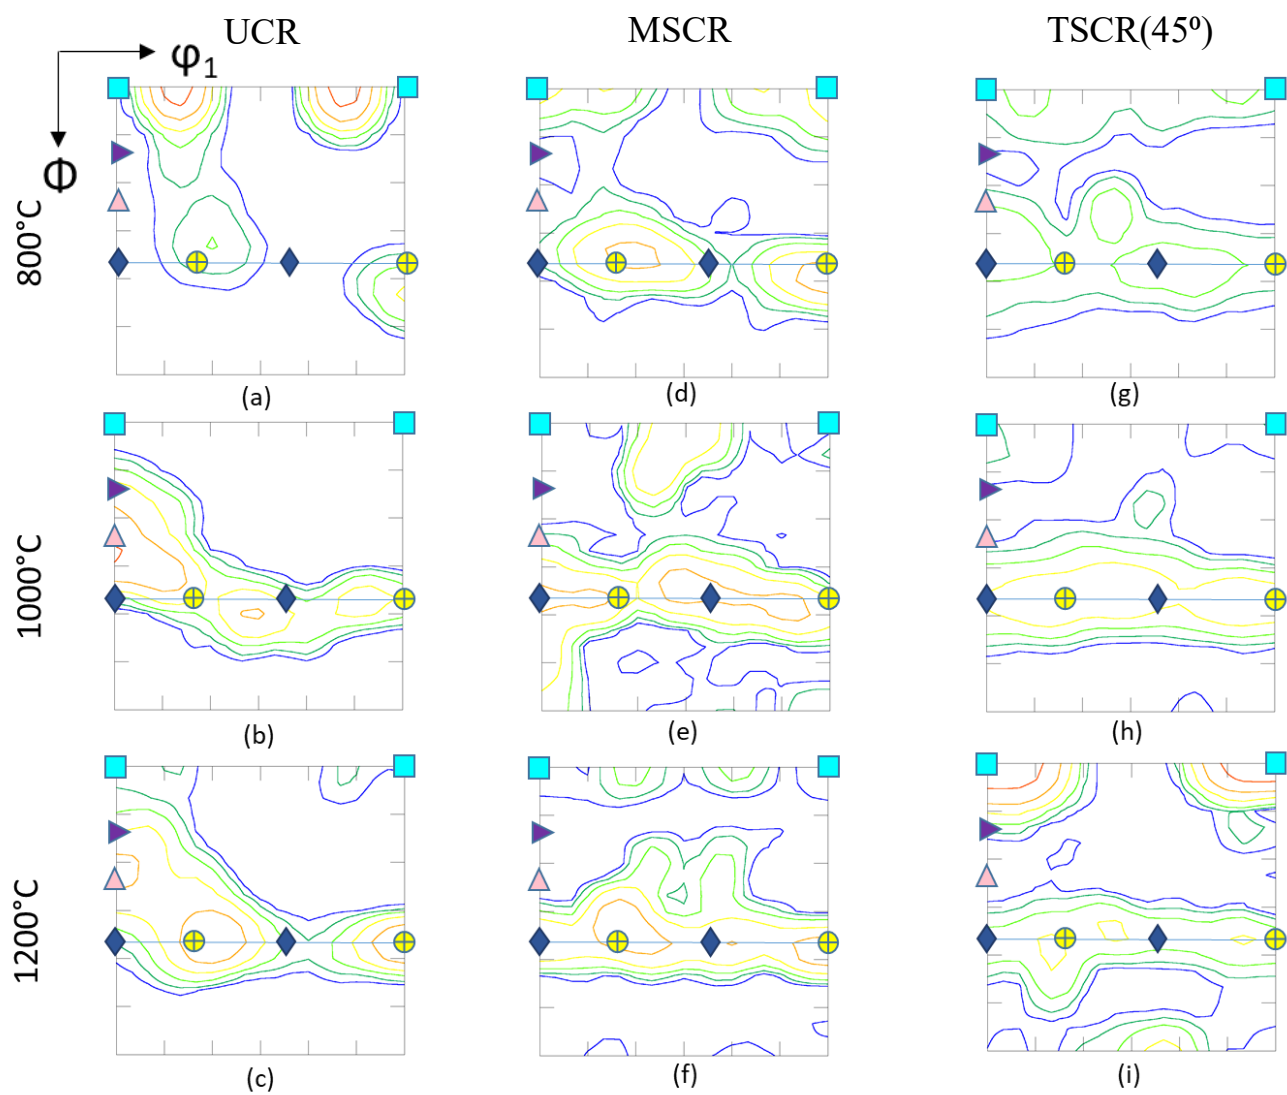 UCR MSCR TSCR(45º)
φ1
Φ
800°C
(a) (d) (g)
1000°C
(b) (e) (h)
1200°C
(c) (f) (i)